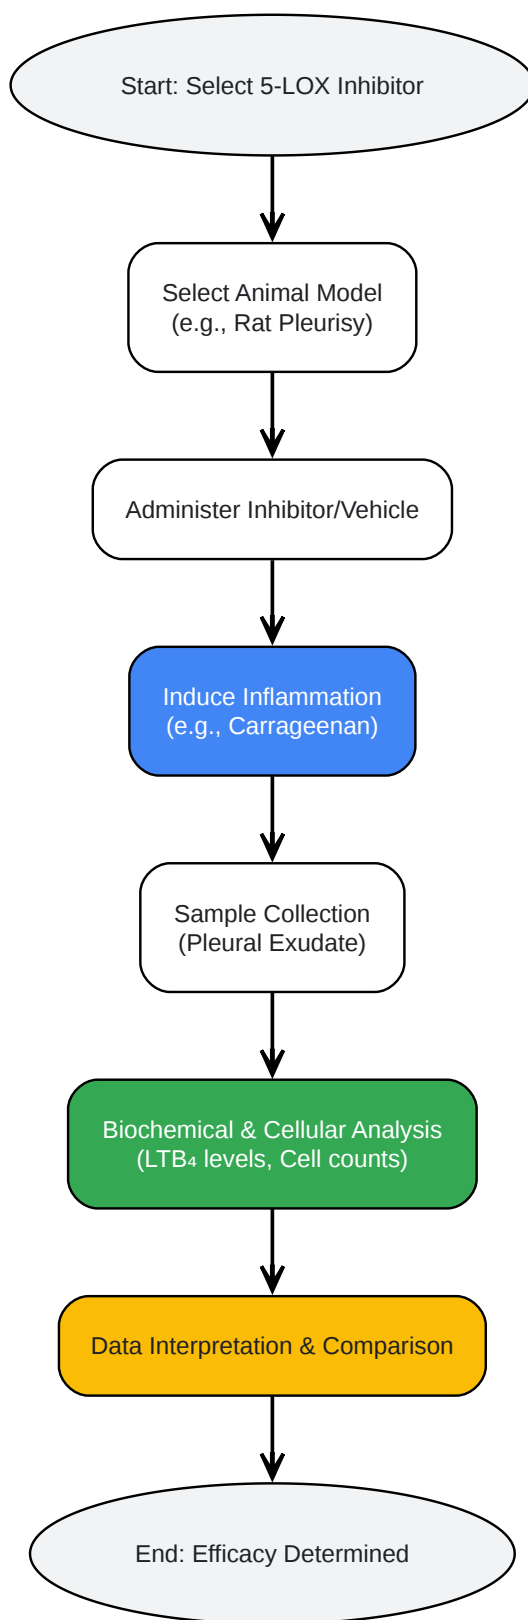 Start: Select 5-LOX Inhibitor
Select Animal Model
(e.g., Rat Pleurisy)
Administer Inhibitor/Vehicle
Induce Inflammation
(e.g., Carrageenan)
Sample Collection
(Pleural Exudate)
Biochemical & Cellular Analysis
(LTB₄ levels, Cell counts)
Data Interpretation & Comparison
End: Efficacy Determined